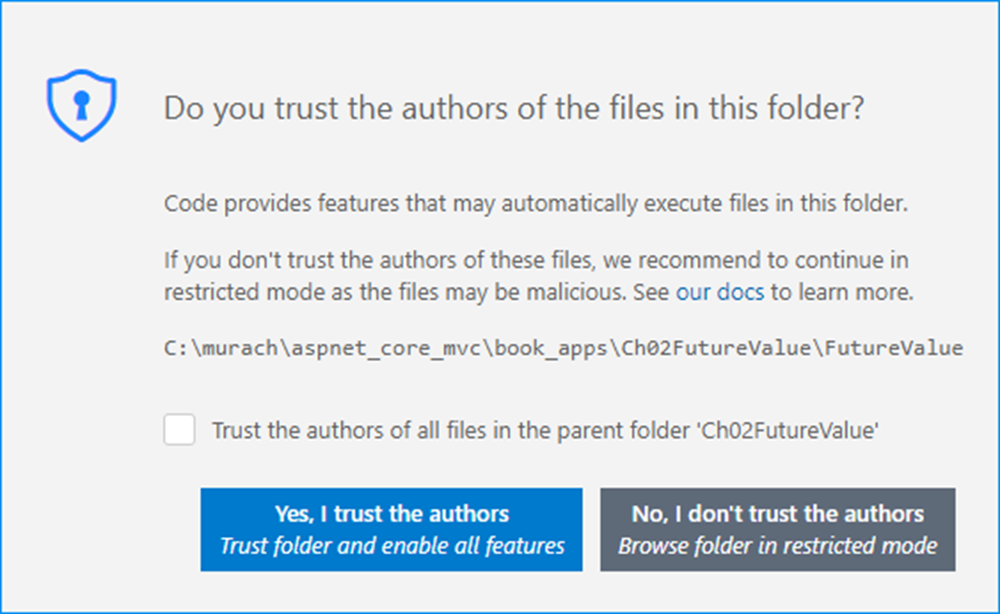 Do you trust the authors of the files in this folder?
Code provides features that may automatically execute files in this folder.
If you don't trust the authors of these files, we recommend to continue in
restricted mode as the files may be malicious. See our docs to learn more.
C:\murach\aspnet_core_mvc\book_apps\Ch02FutureValue\FutureValue
Trust the authors of all files in the parent folder 'Ch02FutureValue'
Yes, I trust the authors
Trust folder and enable all features
No, I don't trust the authors
Browse folder in restricted mode